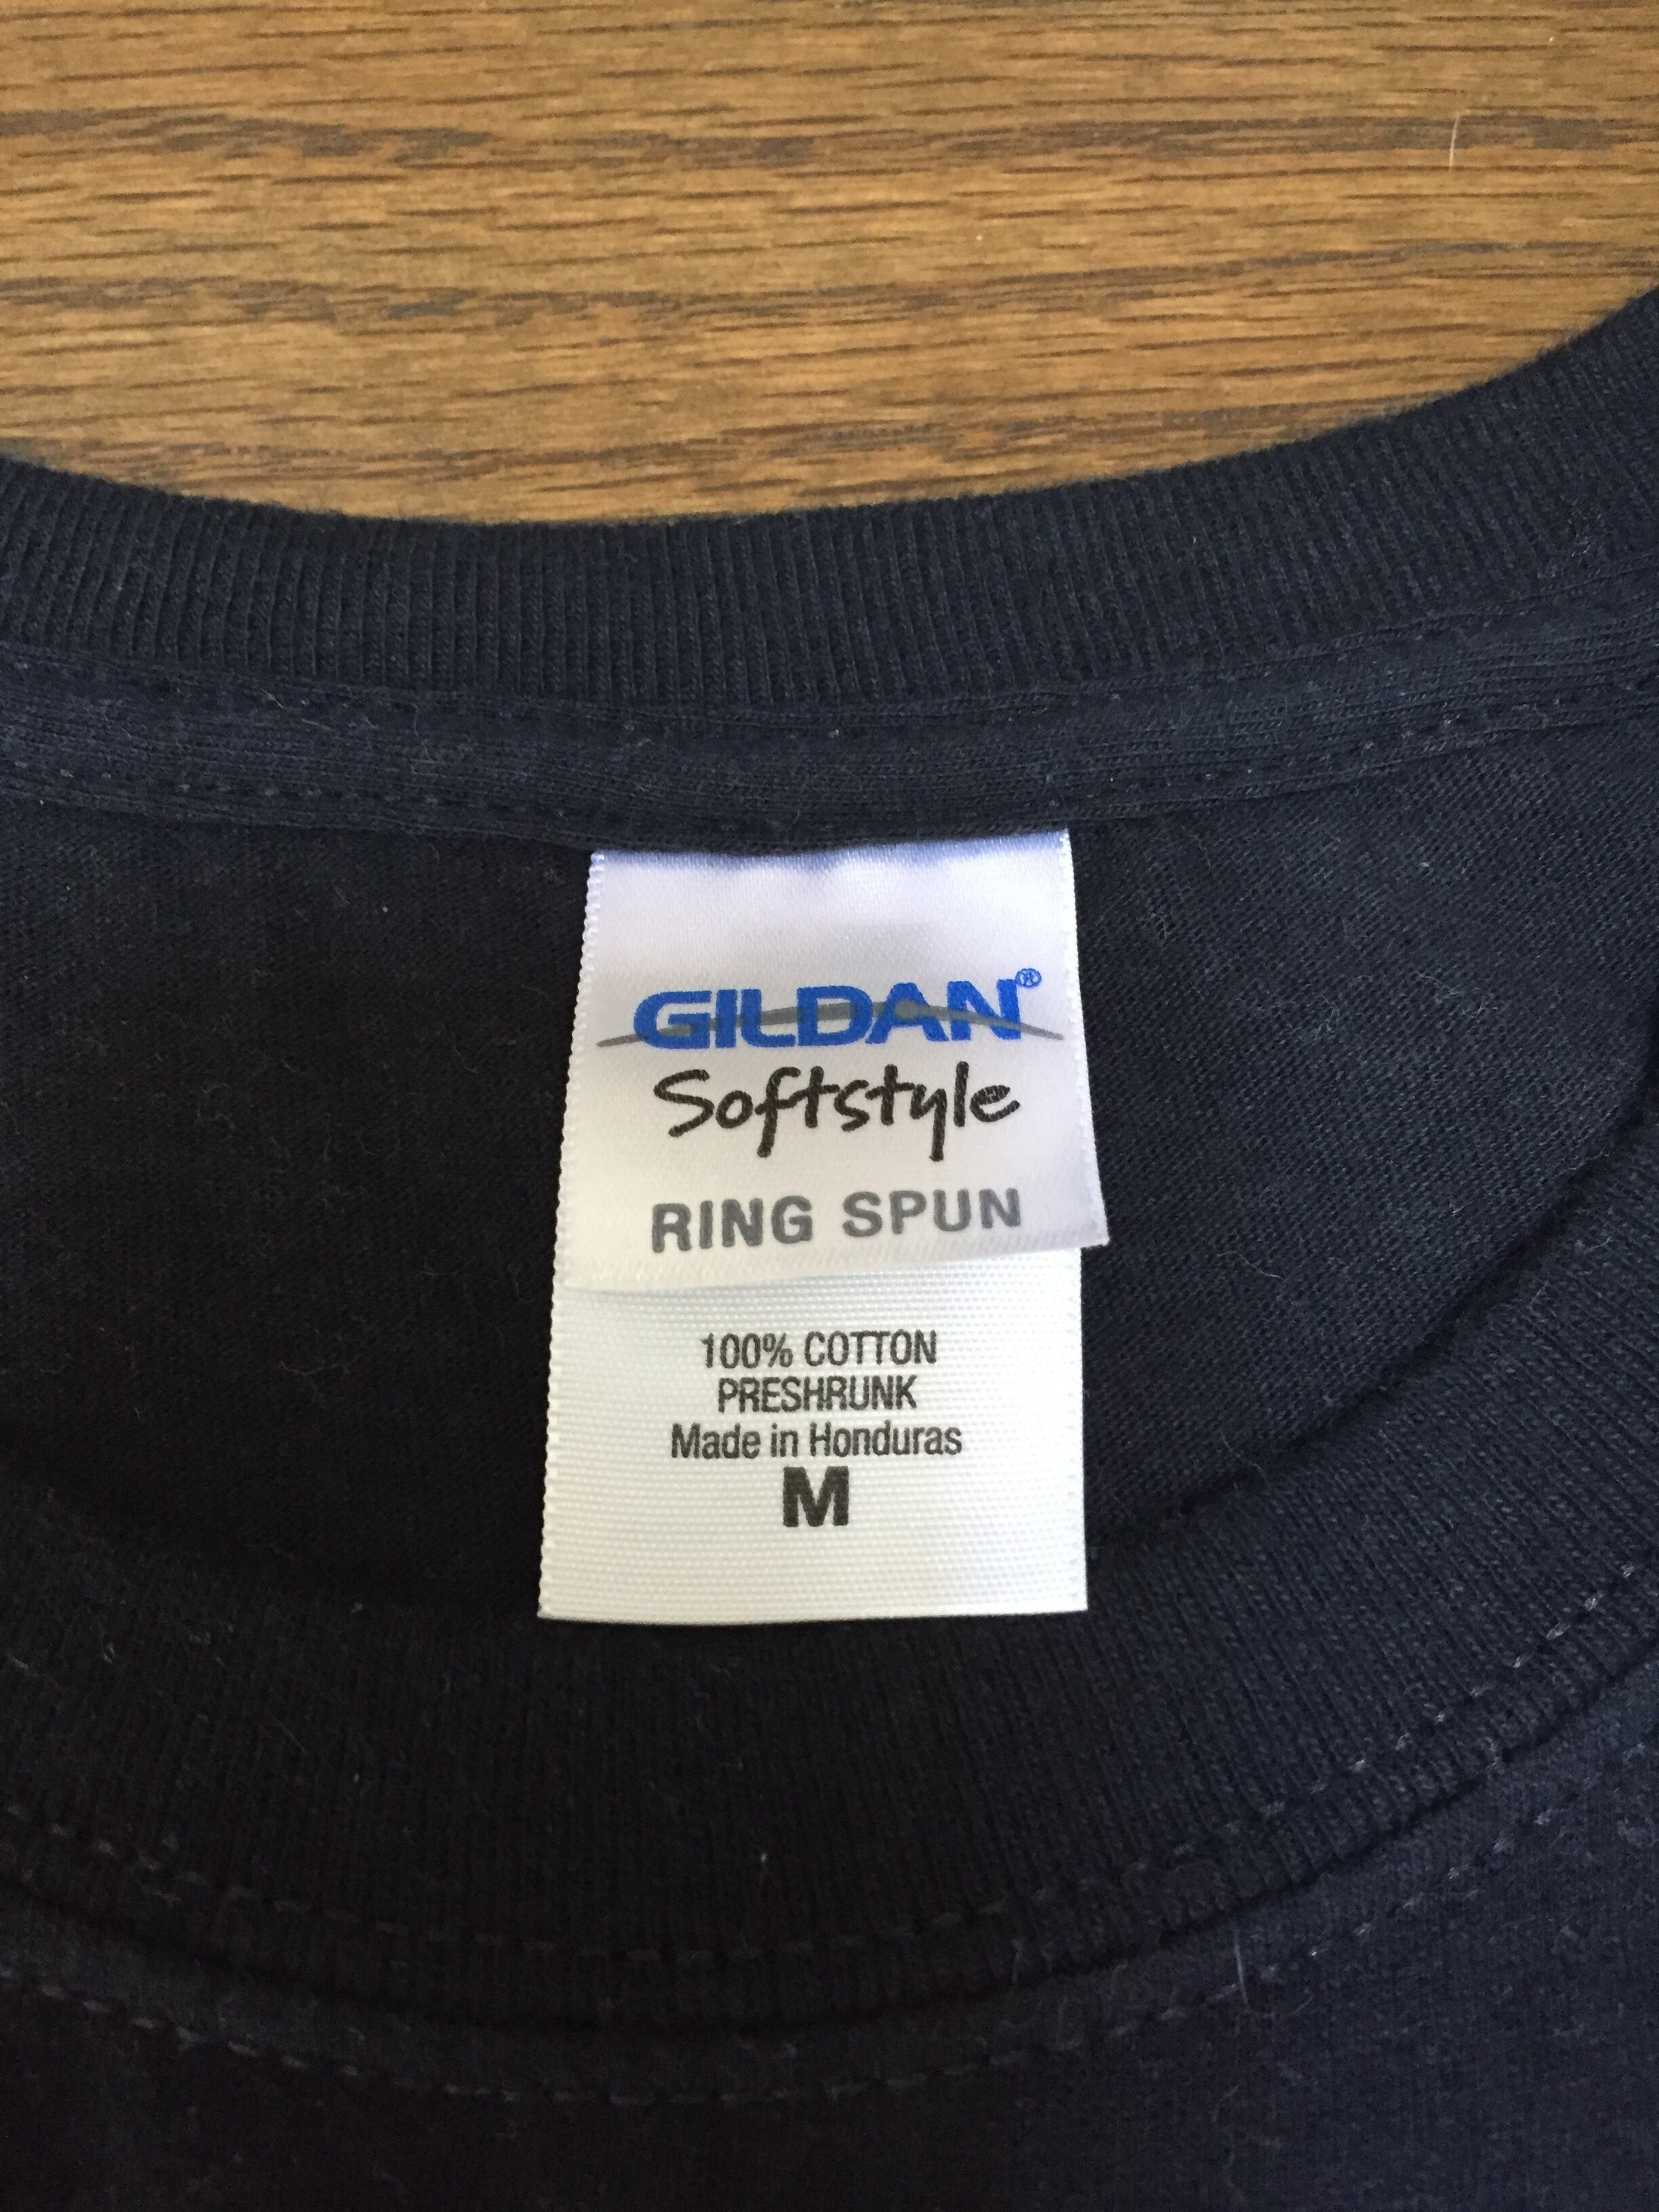 GILDAN®
Softstyle
RING SPUN
100% COTTON
PRESHRUNK
Made in Honduras
M